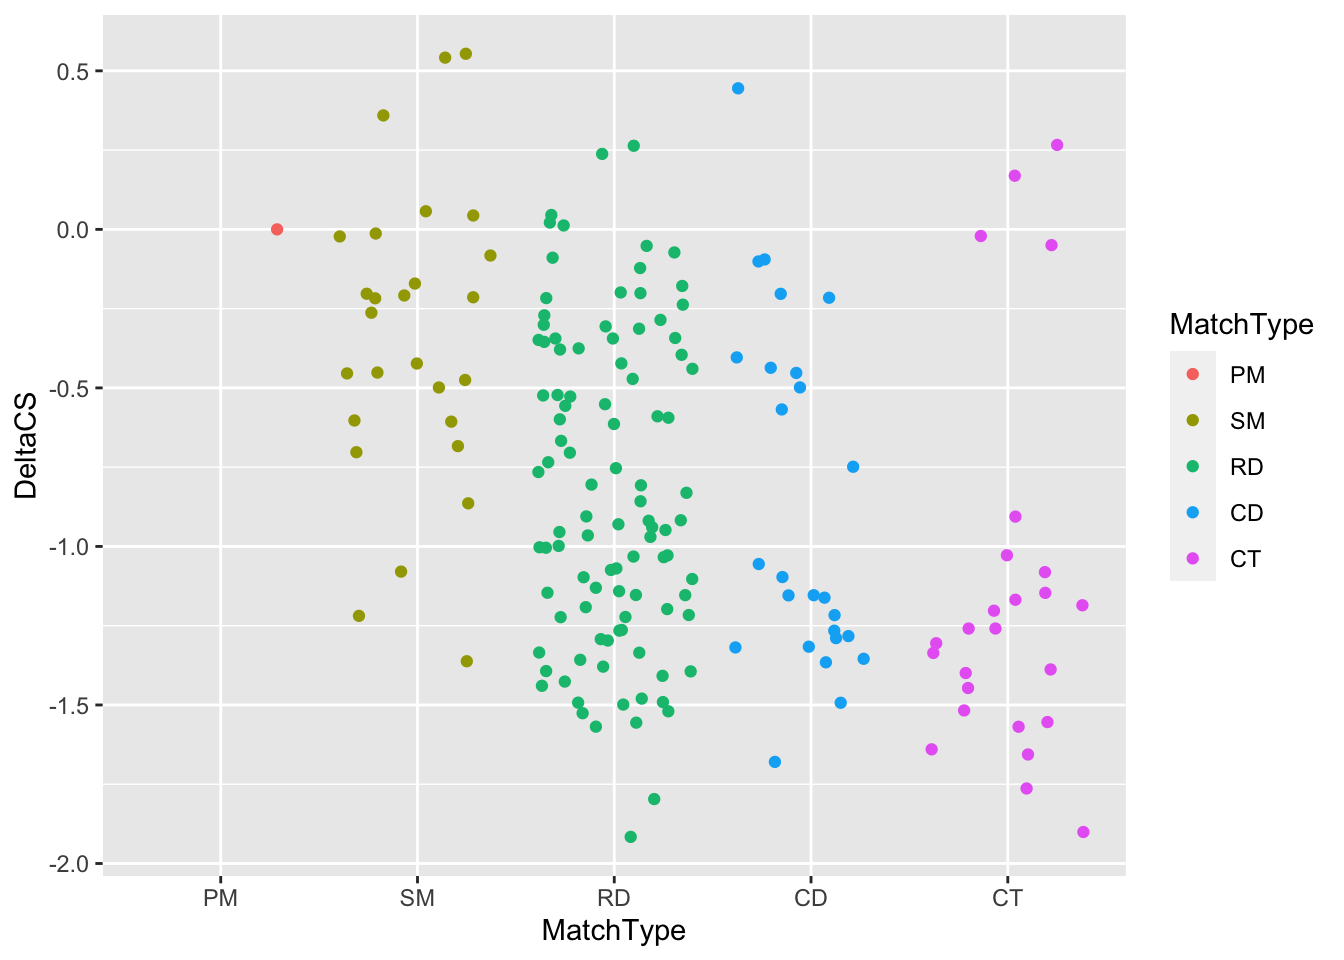 DeltaCS
0.5
0.0
-0.5
-1.0
-1.5
-2.0
PM SM RD CD CT
MatchType
MatchType
PM
SM
RD
CD
CT